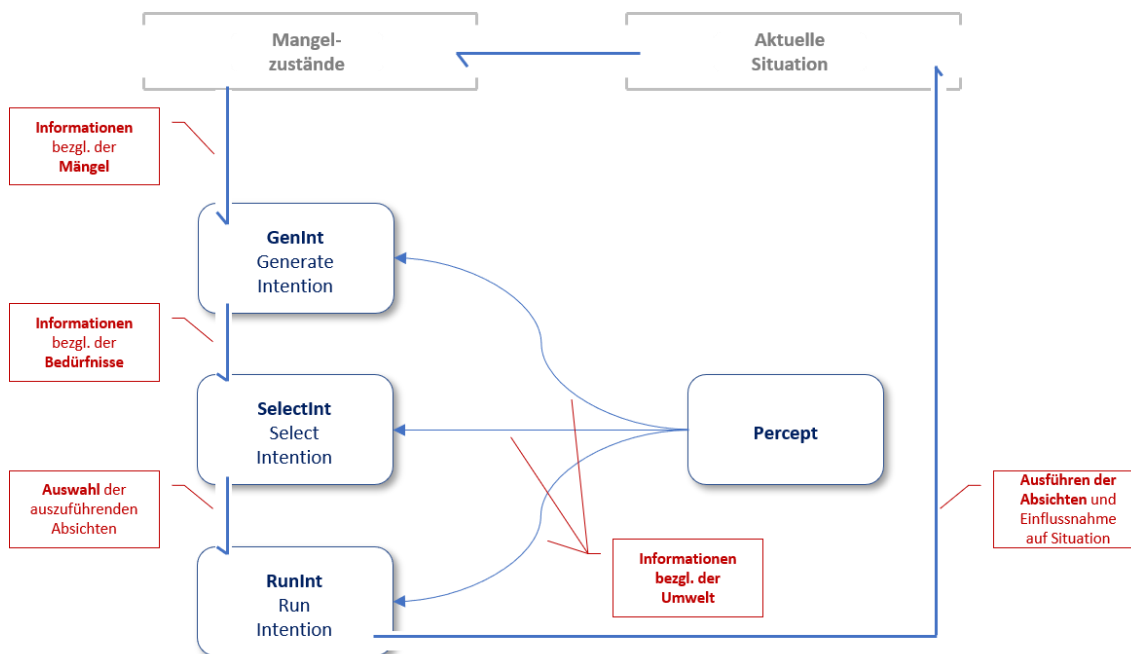 Mangel-
zustände
Aktuelle
Situation
Informationen
bezgl. der
Mängel
GenInt
Generate
Intention
Informationen
bezgl. der
Bedürfnisse
SelectInt
Select
Intention
Percept
Auswahl der
auszuführenden
Absichten
Ausführen der
Absichten und
Einflussnahme
auf Situation
RunInt
Run
Intention
Informationen
bezgl. der
Umwelt